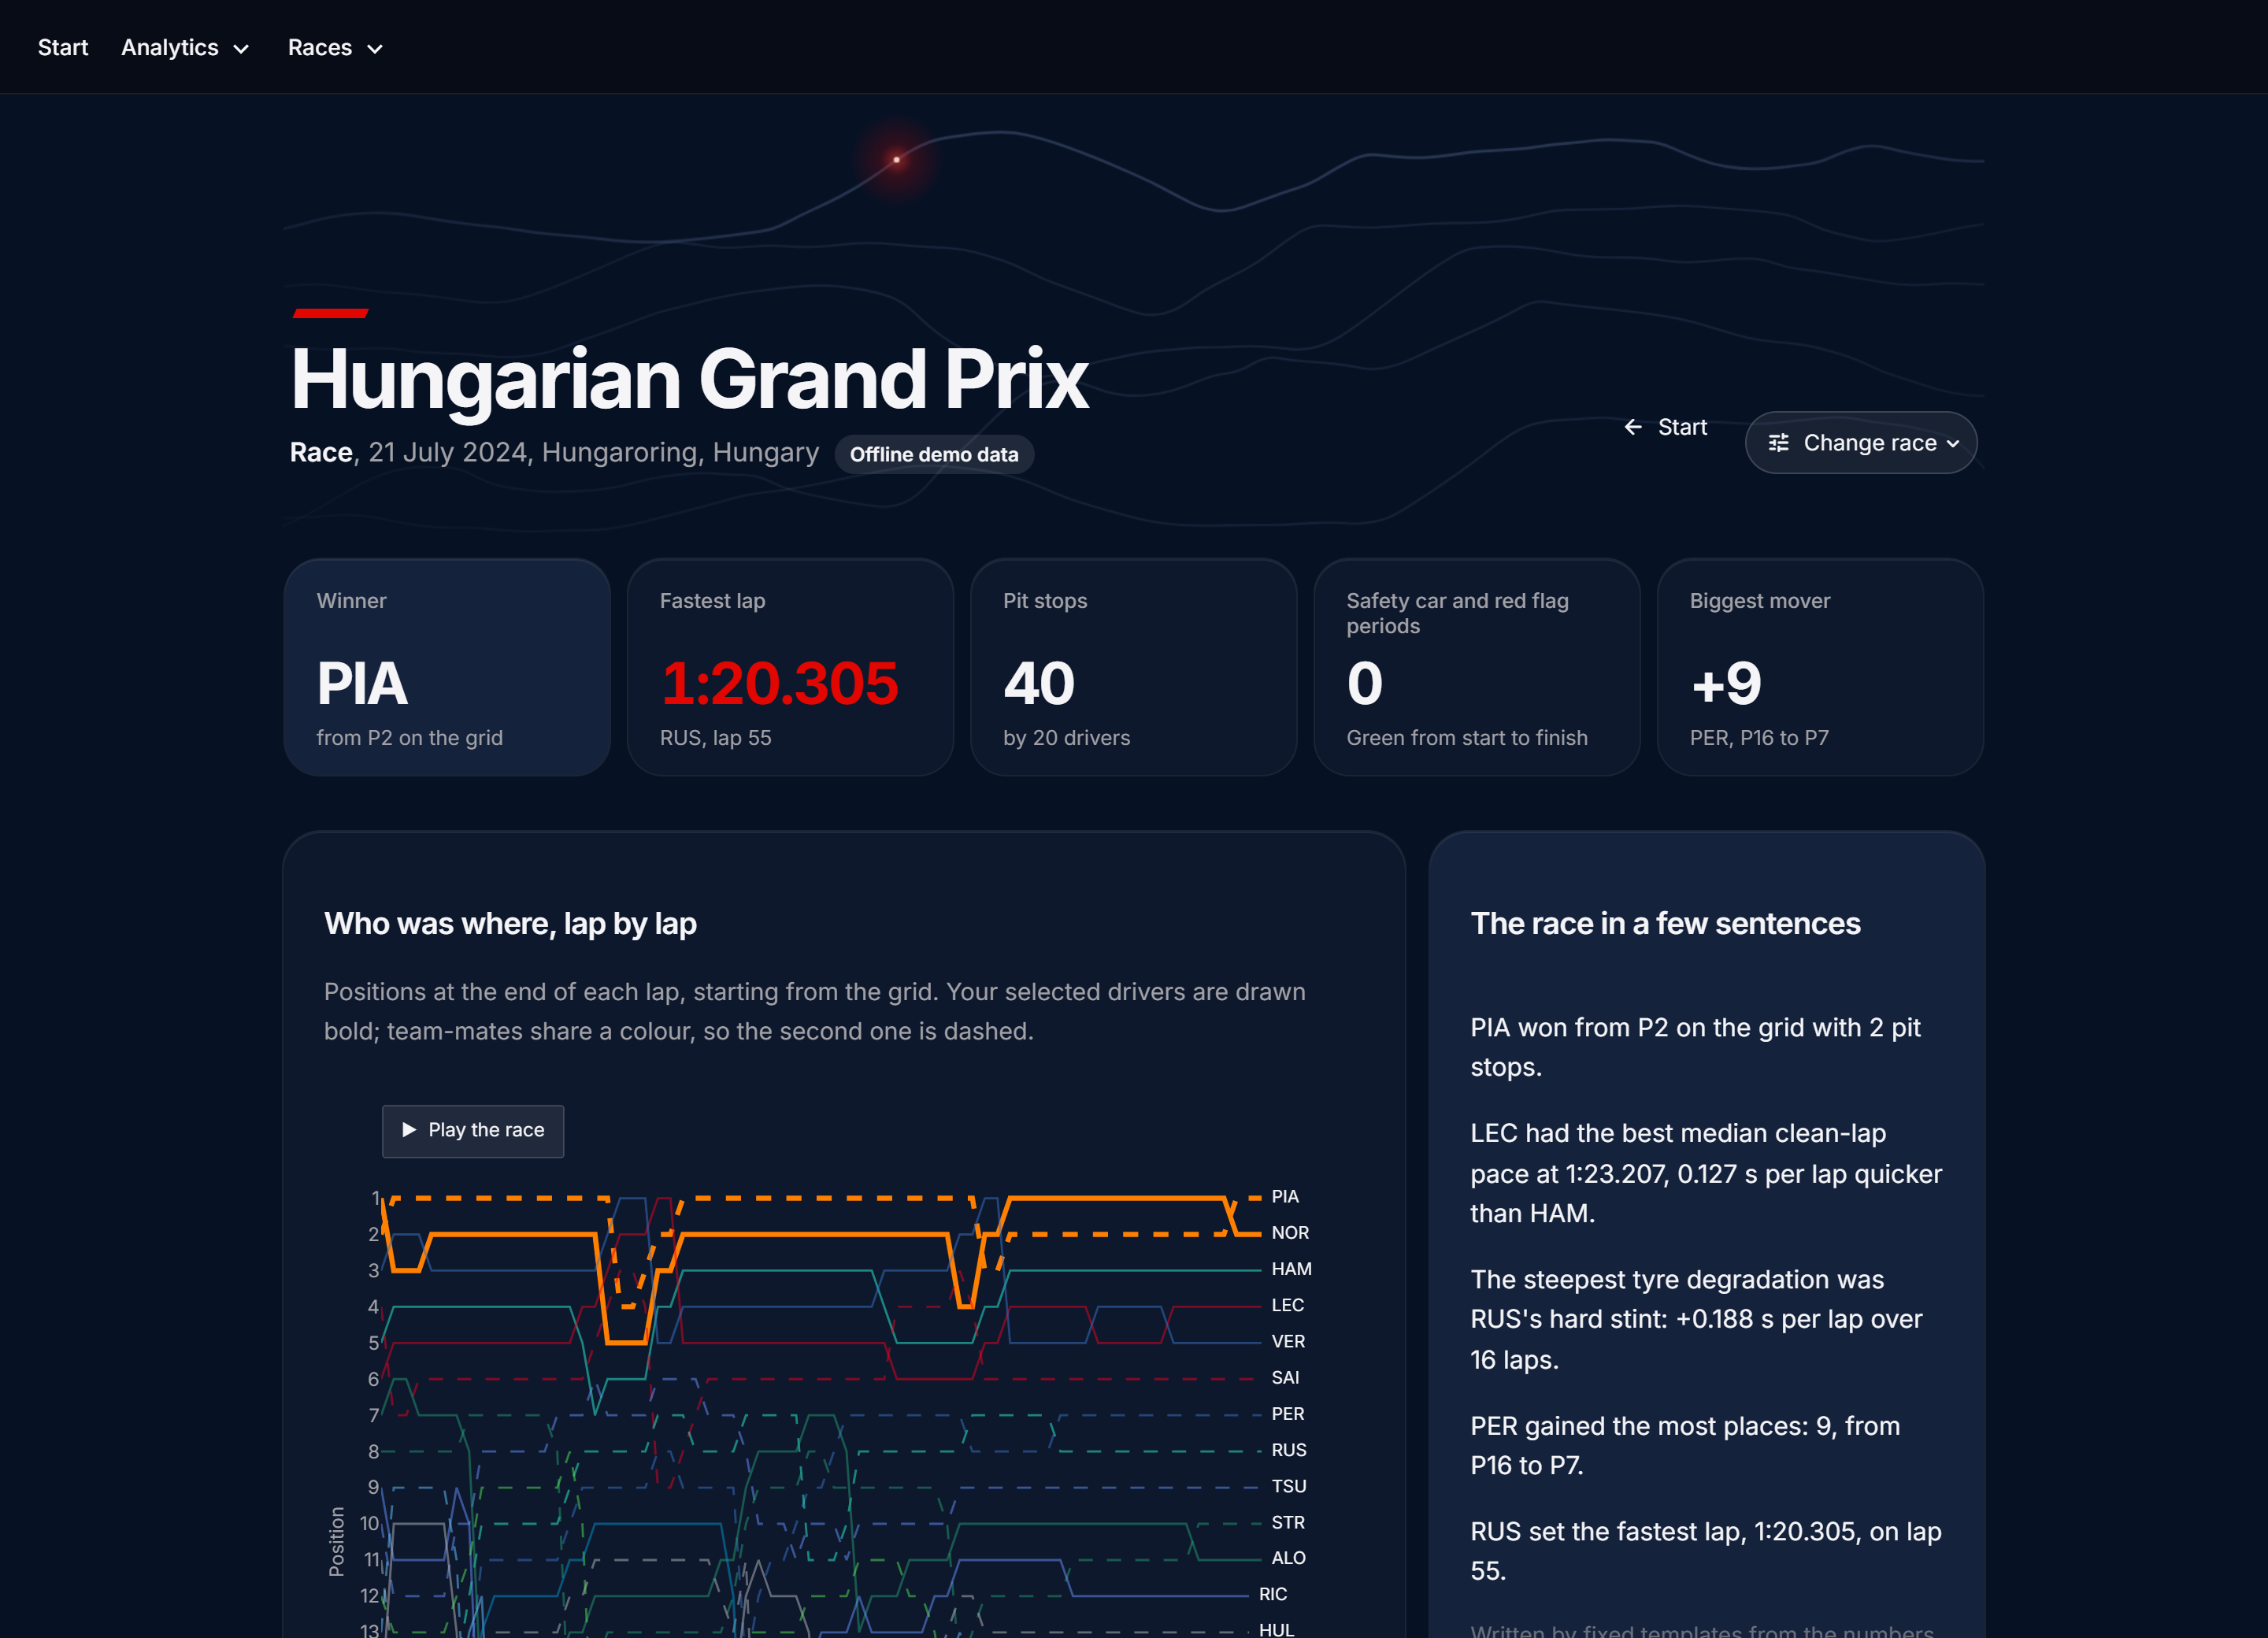 Start
Analytics
Races
Hungarian Grand Prix
Race, 21 July 2024, Hungaroring, Hungary
Offline demo data
← Start
Change race
Winner
PIA
from P2 on the grid
Fastest lap
1:20.305
RUS, lap 55
Pit stops
40
by 20 drivers
Safety car and red flag
periods
0
Green from start to finish
Biggest mover
+9
PER, P16 to P7
Who was where, lap by lap
Positions at the end of each lap, starting from the grid. Your selected drivers are drawn
bold; team-mates share a colour, so the second one is dashed.
▶ Play the race
Position
1
2
3
4
5
6
7
8
9
10
11
12
13
PIA
NOR
HAM
LEC
VER
SAI
PER
RUS
TSU
STR
ALO
RIC
HUL
The race in a few sentences
PIA won from P2 on the grid with 2 pit
stops.
LEC had the best median clean-lap
pace at 1:23.207, 0.127 s per lap quicker
than HAM.
The steepest tyre degradation was
RUS's hard stint: +0.188 s per lap over
16 laps.
PER gained the most places: 9, from
P16 to P7.
RUS set the fastest lap, 1:20.305, on lap
55.
Written by fixed templates from the numbers